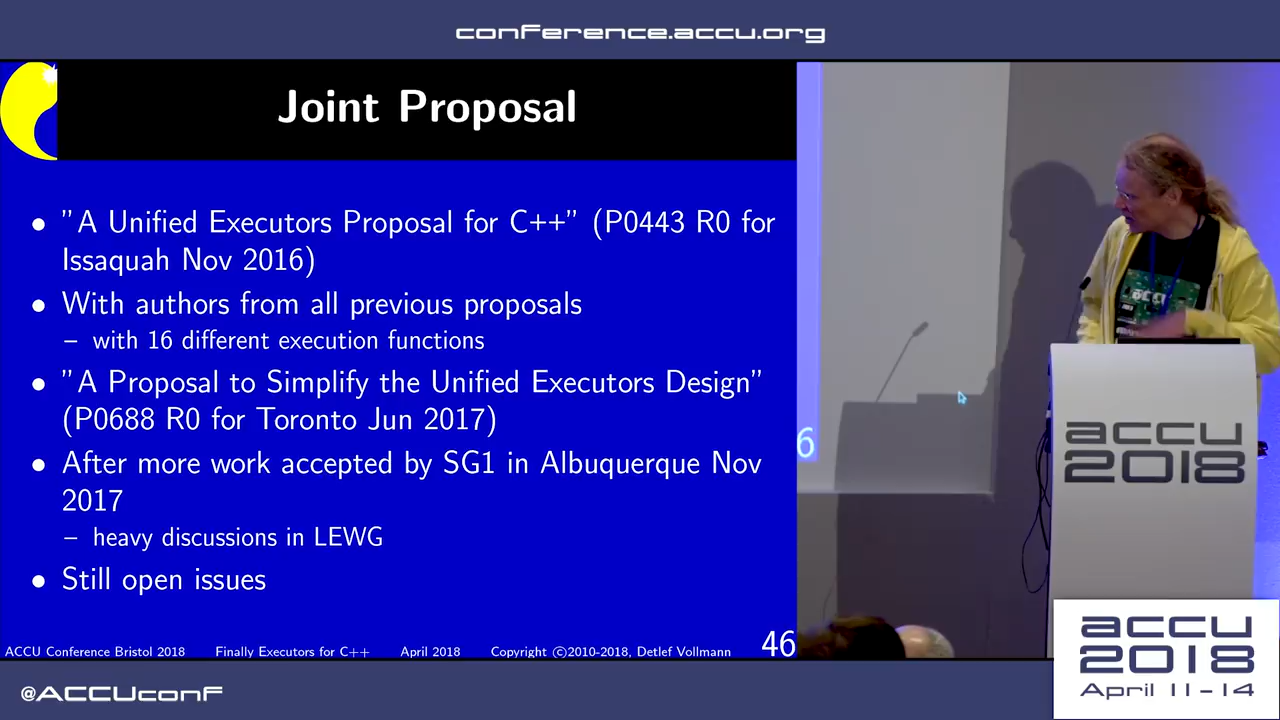 conference.accu.org
Joint Proposal
• "A Unified Executors Proposal for C++" (P0443 R0 for
Issaquah Nov 2016)
• With authors from all previous proposals
– with 16 different execution functions
• "A Proposal to Simplify the Unified Executors Design"
(P0688 R0 for Toronto Jun 2017)
• After more work accepted by SG1 in Albuquerque Nov
2017
– heavy discussions in LEWG
• Still open issues
ACCU Conference Bristol 2018 Finally Executors for C++ April 2018 Copyright ©2010-2018, Detlef Vollmann 46
6
accu
accu
2018
accu
2018
April 11-14
@ACCUconf